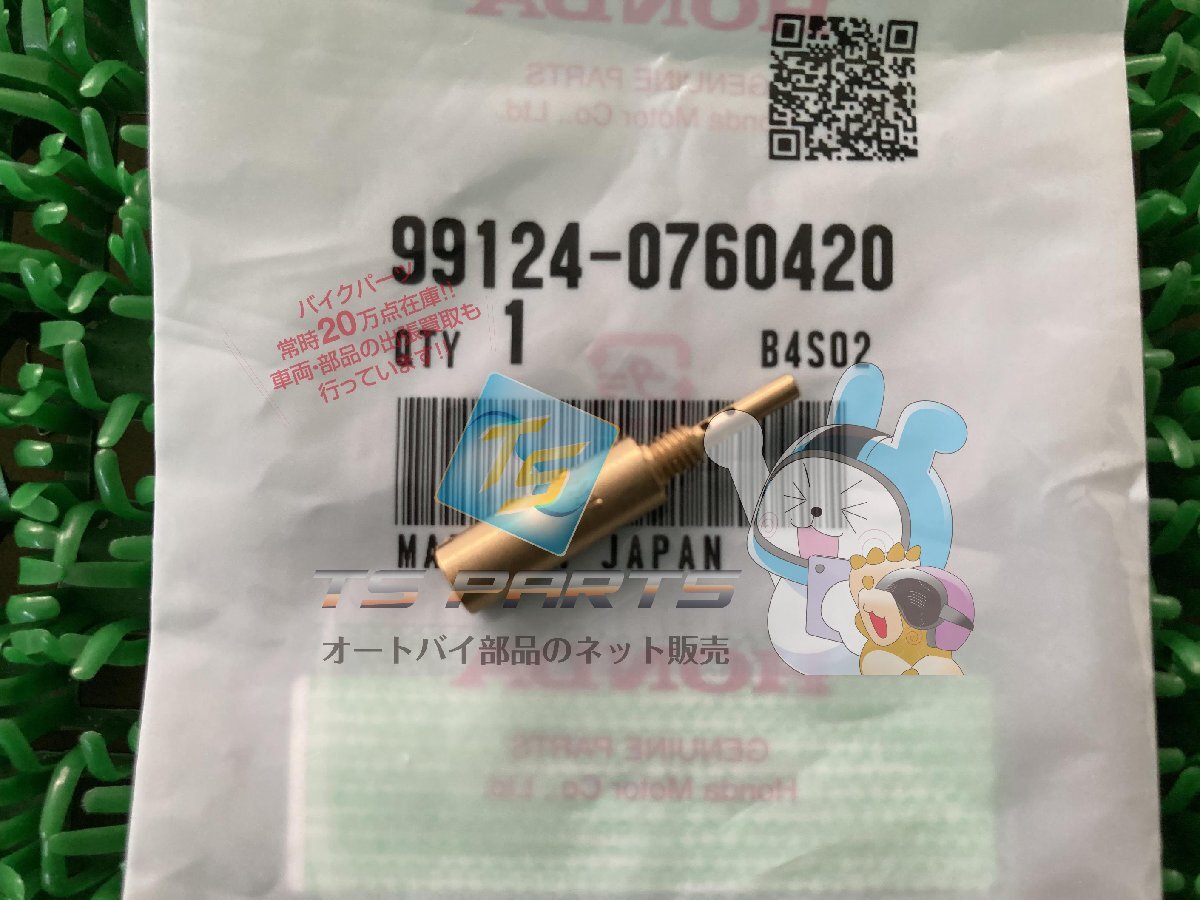 HONDA
GENUINE PARTS
Honda Motor Co., Ltd.
99124-0760420
バイクパーツ
常時20万点在庫!!
車両・部品の出張買取も
行っています!!
QTY 1 B4S02
TS
JAPAN
TS PARTS
オートバイ部品のネット販売
HONDA
GENUINE PARTS
Honda Motor Co., Ltd.